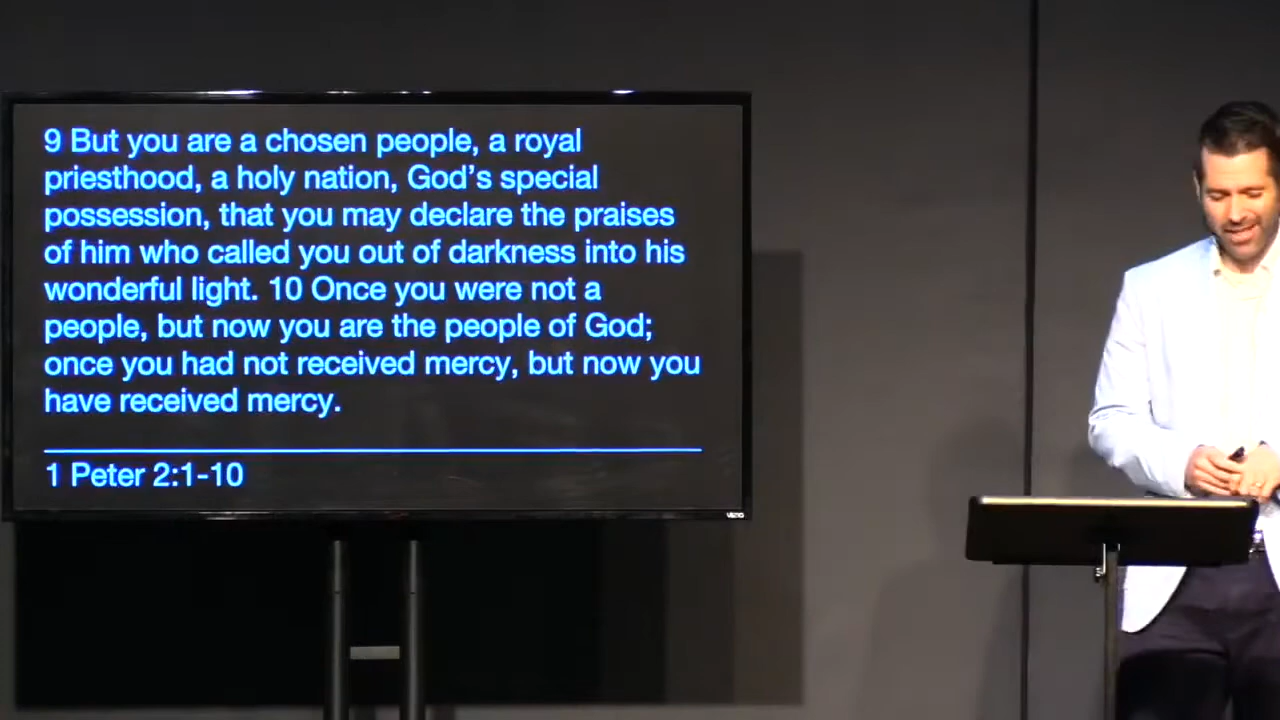 9 But you are a chosen people, a royal
priesthood, a holy nation, God’s special
possession, that you may declare the praises
of him who called you out of darkness into his
wonderful light. 10 Once you were not a
people, but now you are the people of God;
once you had not received mercy, but now you
have received mercy.
1 Peter 2:1-10
VIZIO